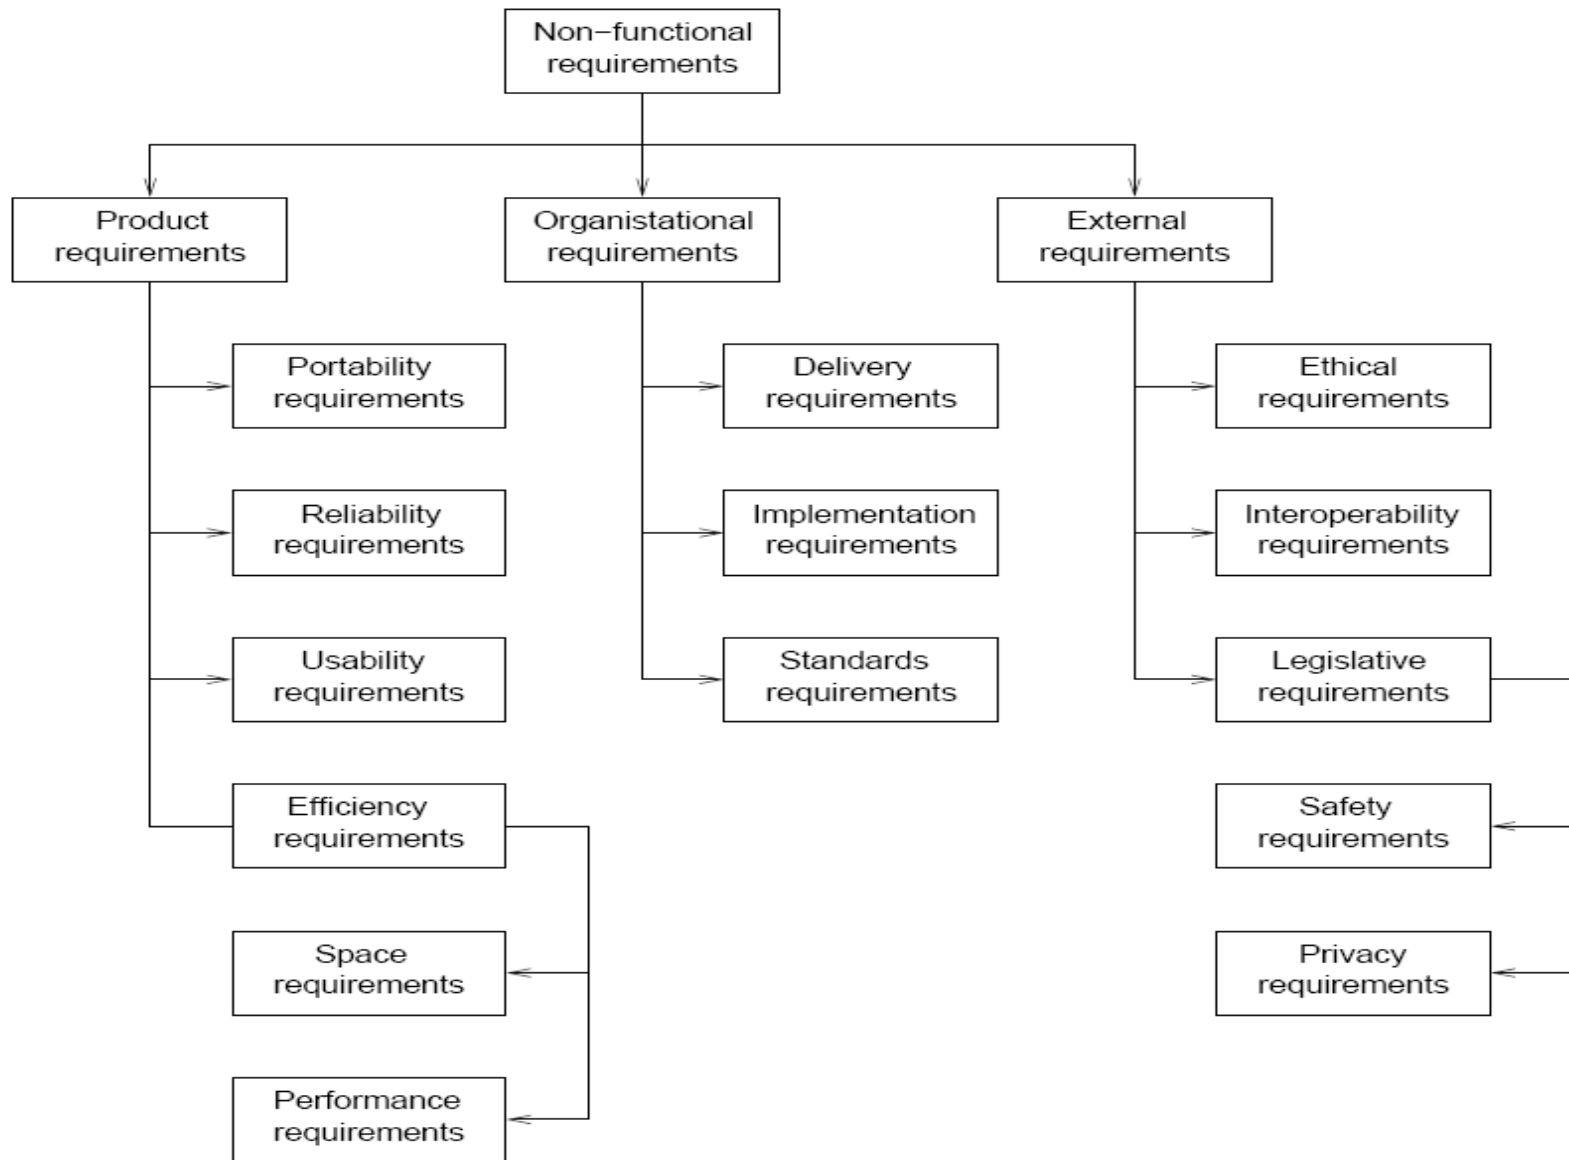 Non−functional
requirements
Product
requirements
Organistational
requirements
External
requirements
Portability
requirements
Delivery
requirements
Ethical
requirements
Reliability
requirements
Implementation
requirements
Interoperability
requirements
Usability
requirements
Standards
requirements
Legislative
requirements
Efficiency
requirements
Safety
requirements
Space
requirements
Privacy
requirements
Performance
requirements